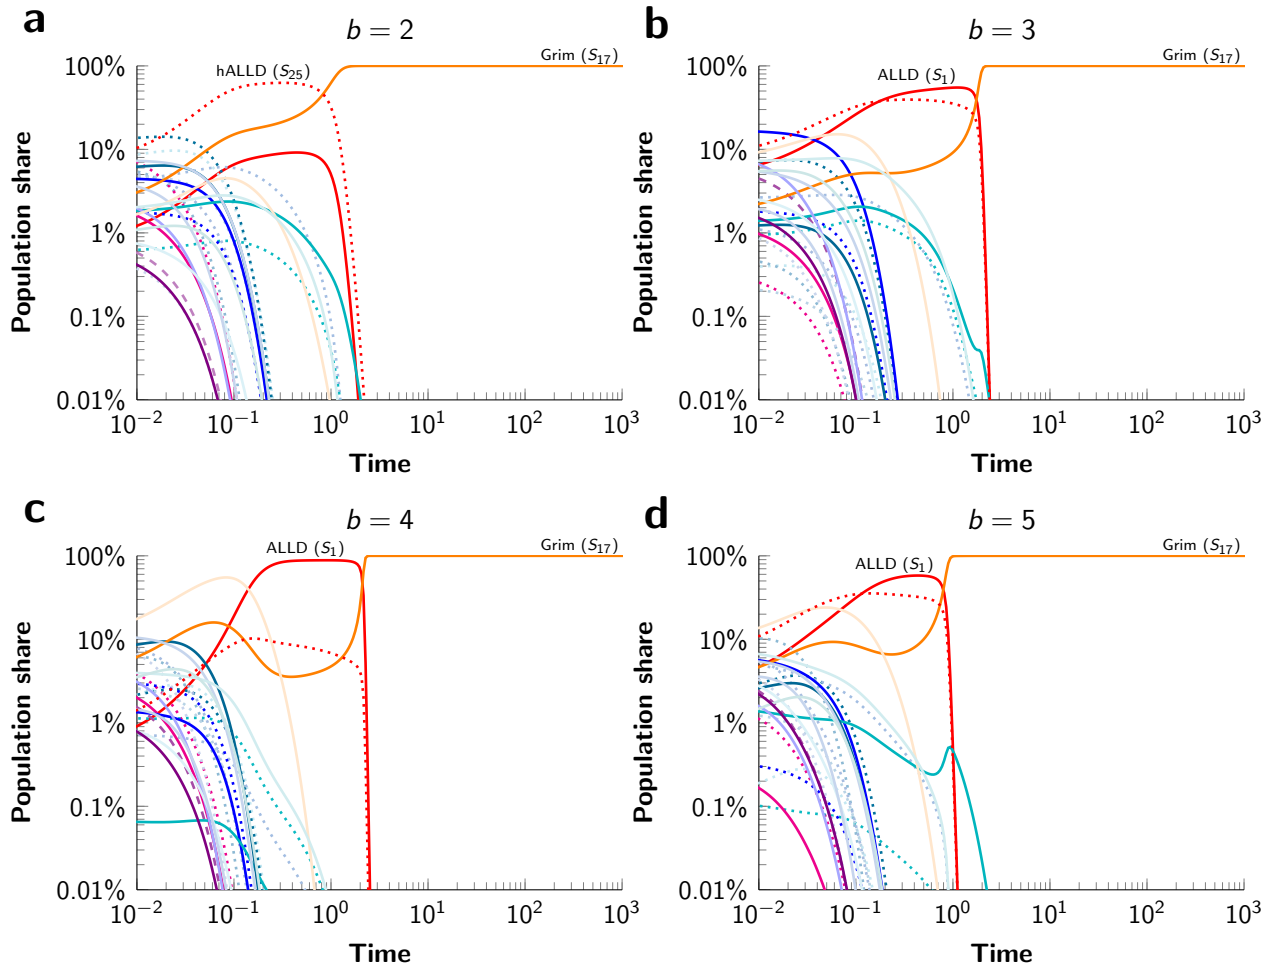 a
b = 2
hALLD (S25)
Grim (S17)
100%
10%
1%
0.1%
0.01%
Population share
10−2
10−1
100
101
102
103
Time
b
b = 3
ALLD (S1)
Grim (S17)
100%
10%
1%
0.1%
0.01%
Population share
10−2
10−1
100
101
102
103
Time
c
b = 4
ALLD (S1)
Grim (S17)
100%
10%
1%
0.1%
0.01%
Population share
10−2
10−1
100
101
102
103
Time
d
b = 5
ALLD (S1)
Grim (S17)
100%
10%
1%
0.1%
0.01%
Population share
10−2
10−1
100
101
102
103
Time